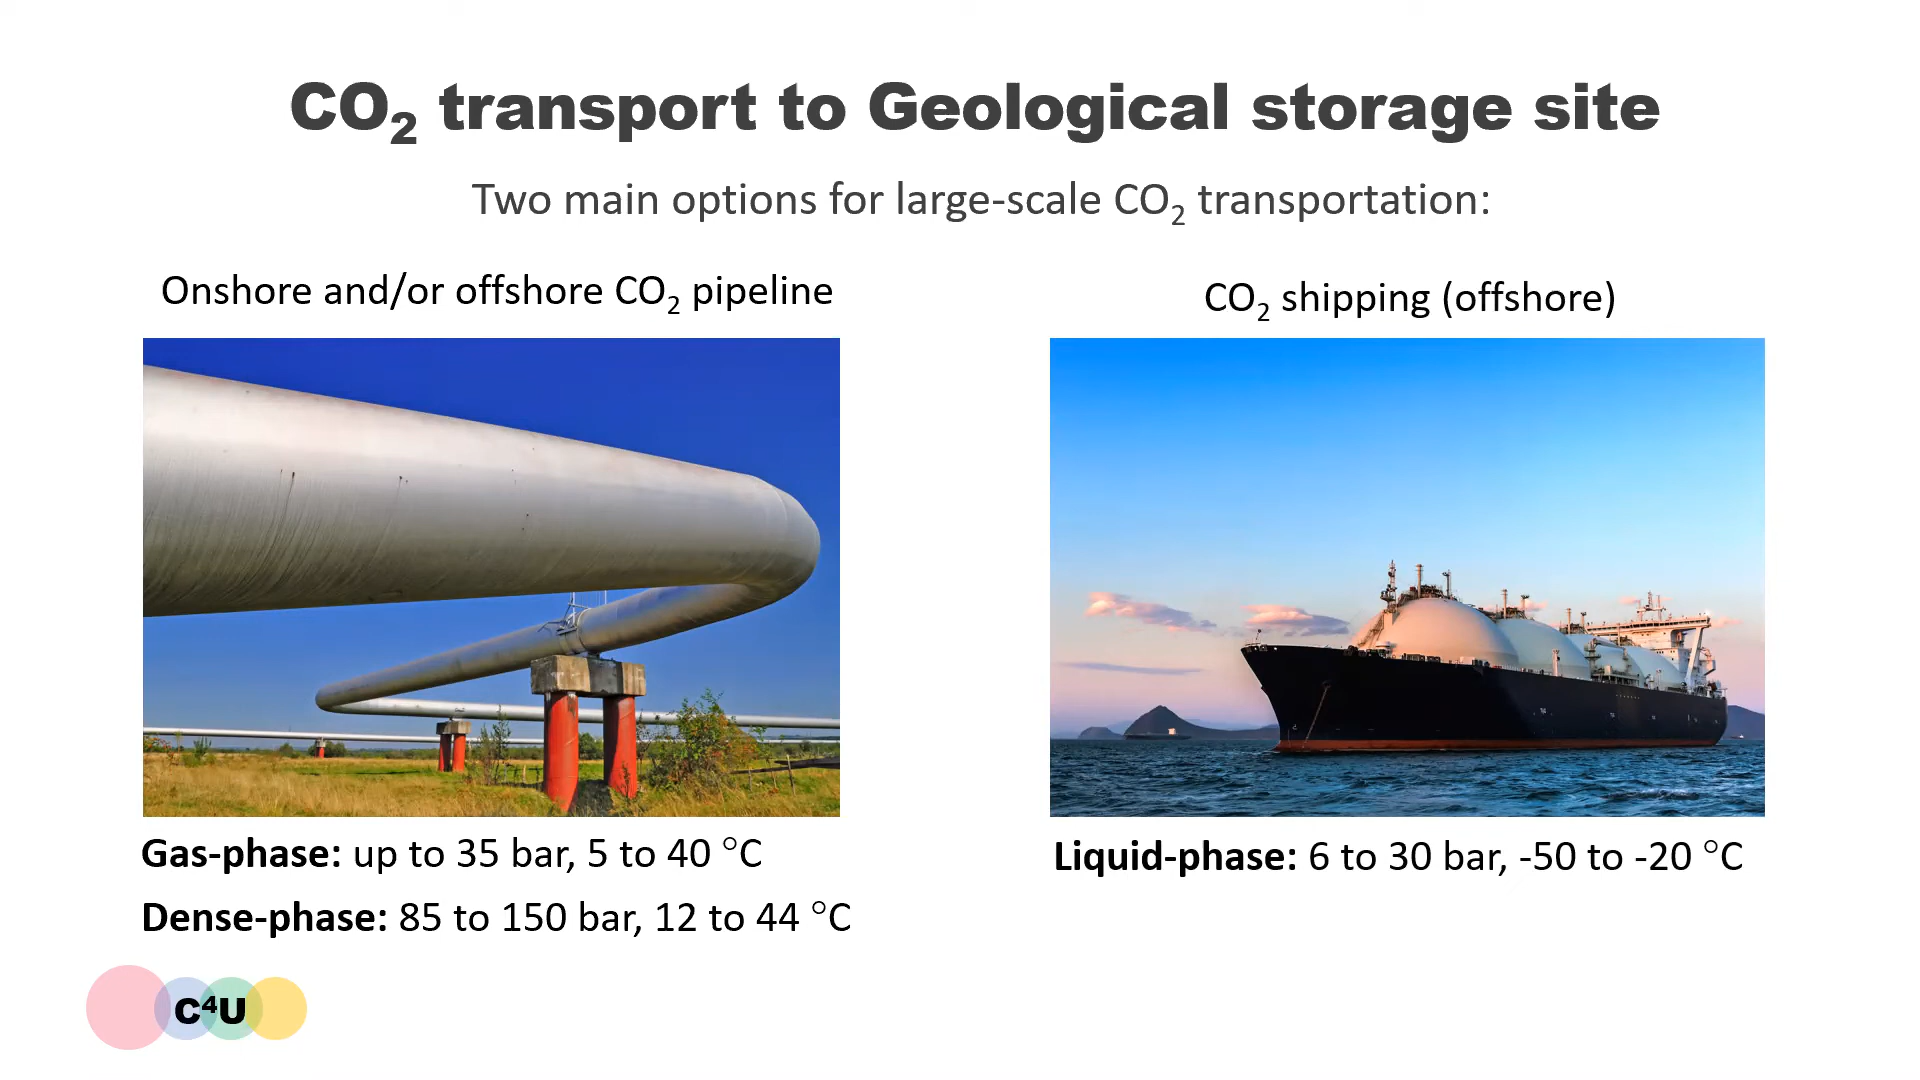 CO₂ transport to Geological storage site
Two main options for large-scale CO₂ transportation:
Onshore and/or offshore CO₂ pipeline
CO₂ shipping (offshore)
Gas-phase: up to 35 bar, 5 to 40 °C
Dense-phase: 85 to 150 bar, 12 to 44 °C
Liquid-phase: 6 to 30 bar, -50 to -20 °C
C⁴U